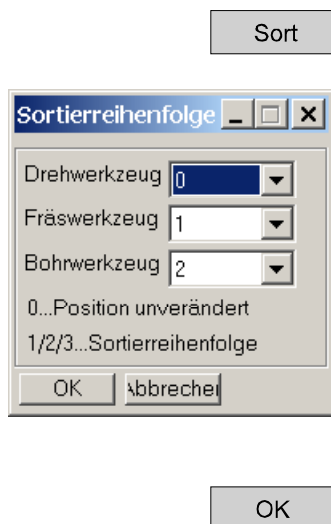 Sort
Sortierreihenfolge
Drehwerkzeug 0
Fräswerkzeug 1
Bohrwerkzeug 2
0...Position unverändert
1/2/3...Sortierreihenfolge
OK Abbrechen
OK